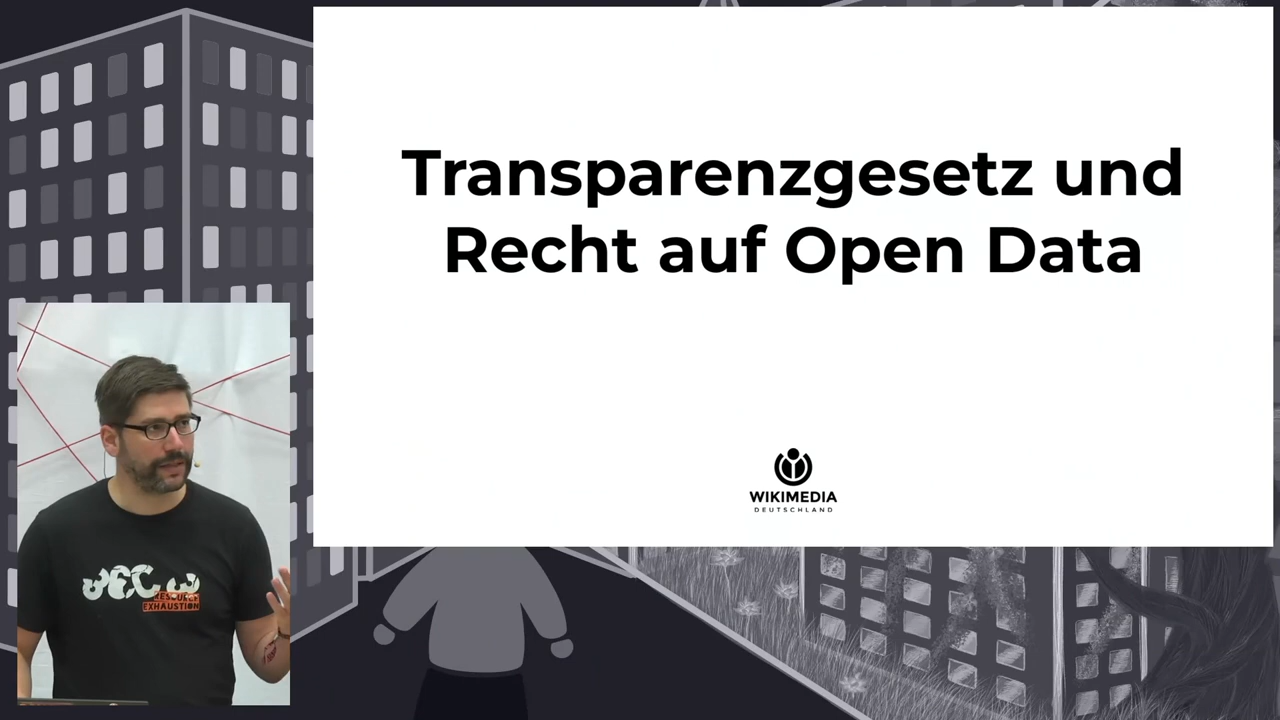 Transparenzgesetz und
Recht auf Open Data
WIKIMEDIA
DEUTSCHLAND
RESOURCE
EXHAUSTION